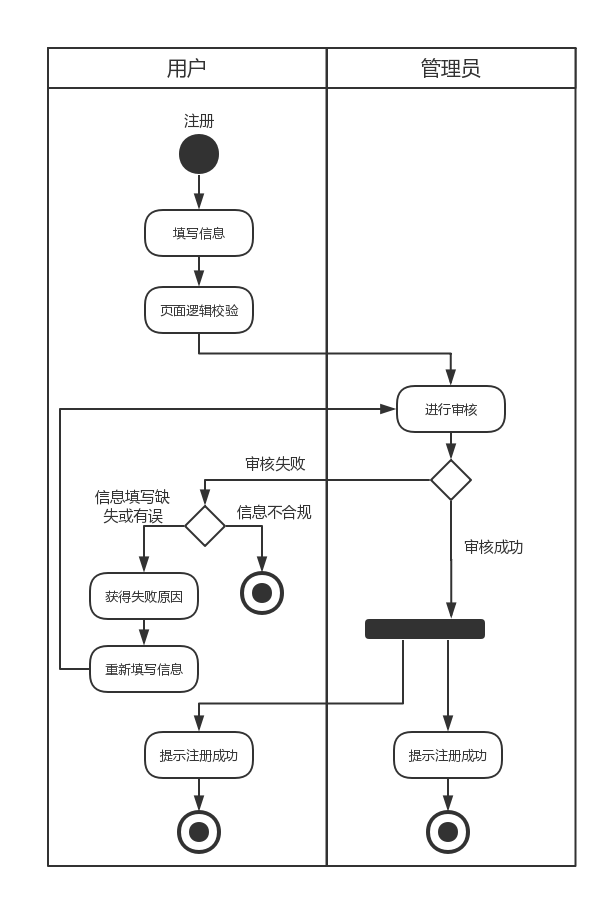 用户
管理员
注册
填写信息
页面逻辑校验
进行审核
审核失败
信息填写缺
失或有误
信息不合规
审核成功
获得失败原因
重新填写信息
提示注册成功
提示注册成功